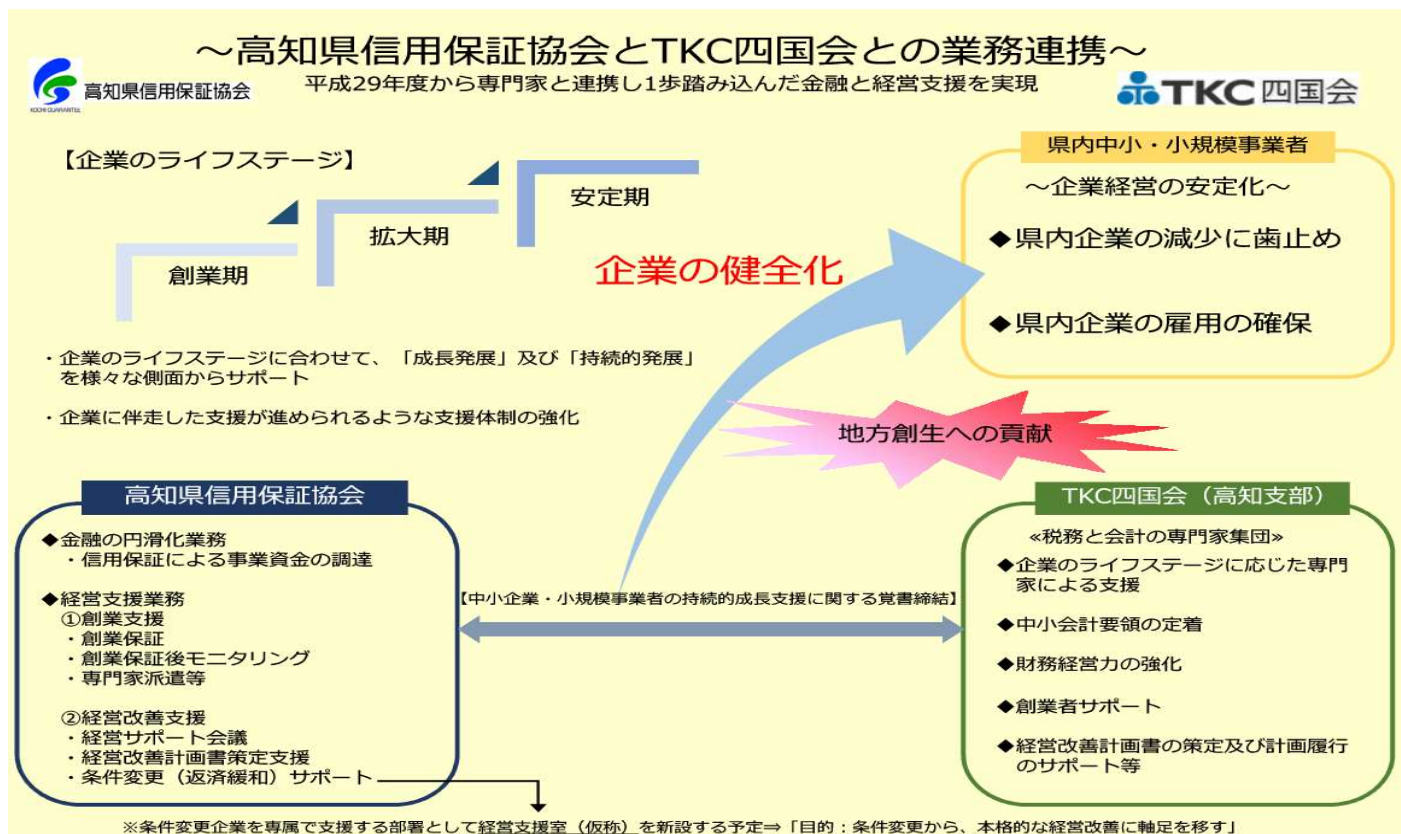 ～高知県信用保証協会とTKC四国会との業務連携～
高知県信用保証協会
KOCHI GUARANTEE
平成29年度から専門家と連携し1歩踏み込んだ金融と経営支援を実現
TKC 四国会
【企業のライフステージ】
創業期
拡大期
安定期
企業の健全化
県内中小・小規模事業者
～企業経営の安定化～
◆県内企業の減少に歯止め
◆県内企業の雇用の確保
・企業のライフステージに合わせて、「成長発展」及び「持続的発展」
を様々な側面からサポート
・企業に伴走した支援が進められるような支援体制の強化
地方創生への貢献
高知県信用保証協会
◆金融の円滑化業務
・信用保証による事業資金の調達
◆経営支援業務
①創業支援
・創業保証
・創業保証後モニタリング
・専門家派遣等
②経営改善支援
・経営サポート会議
・経営改善計画書策定支援
・条件変更（返済緩和）サポート
【中小企業・小規模事業者の持続的成長支援に関する覚書締結】
TKC四国会（高知支部）
≪税務と会計の専門家集団≫
◆企業のライフステージに応じた専門
家による支援
◆中小会計要領の定着
◆財務経営力の強化
◆創業者サポート
◆経営改善計画書の策定及び計画履行
のサポート等
※条件変更企業を専属で支援する部署として経営支援室（仮称）を新設する予定⇒「目的：条件変更から、本格的な経営改善に軸足を移す」